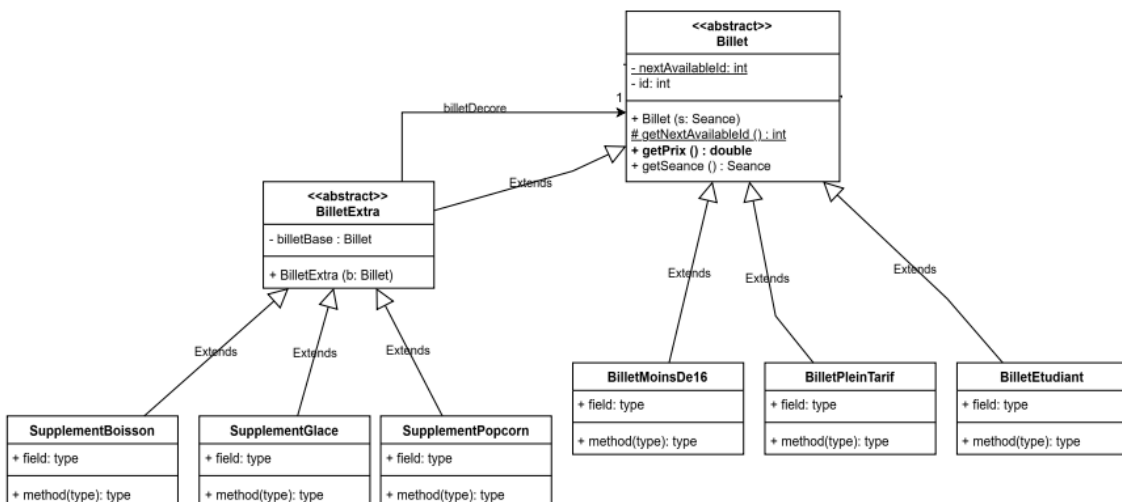 <<abstract>>
Billet
- nextAvailableId: int
- id: int
+ Billet (s: Seance)
# getNextAvailableId () : int
+ getPrix () : double
+ getSeance () : Seance
1
billetDecore
Extends
<<abstract>>
BilletExtra
- billetBase : Billet
+ BilletExtra (b: Billet)
Extends
Extends
Extends
Extends
Extends
Extends
BilletMoinsDe16
+ field: type
+ method(type): type
BilletPleinTarif
+ field: type
+ method(type): type
BilletEtudiant
+ field: type
+ method(type): type
SupplementBoisson
+ field: type
+ method(type): type
SupplementGlace
+ field: type
+ method(type): type
SupplementPopcorn
+ field: type
+ method(type): type